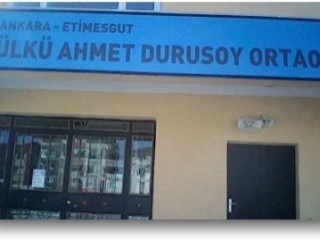 ANKARA - ETİMESGUT
ÜLKÜ AHMET DURUSOY ORTAO